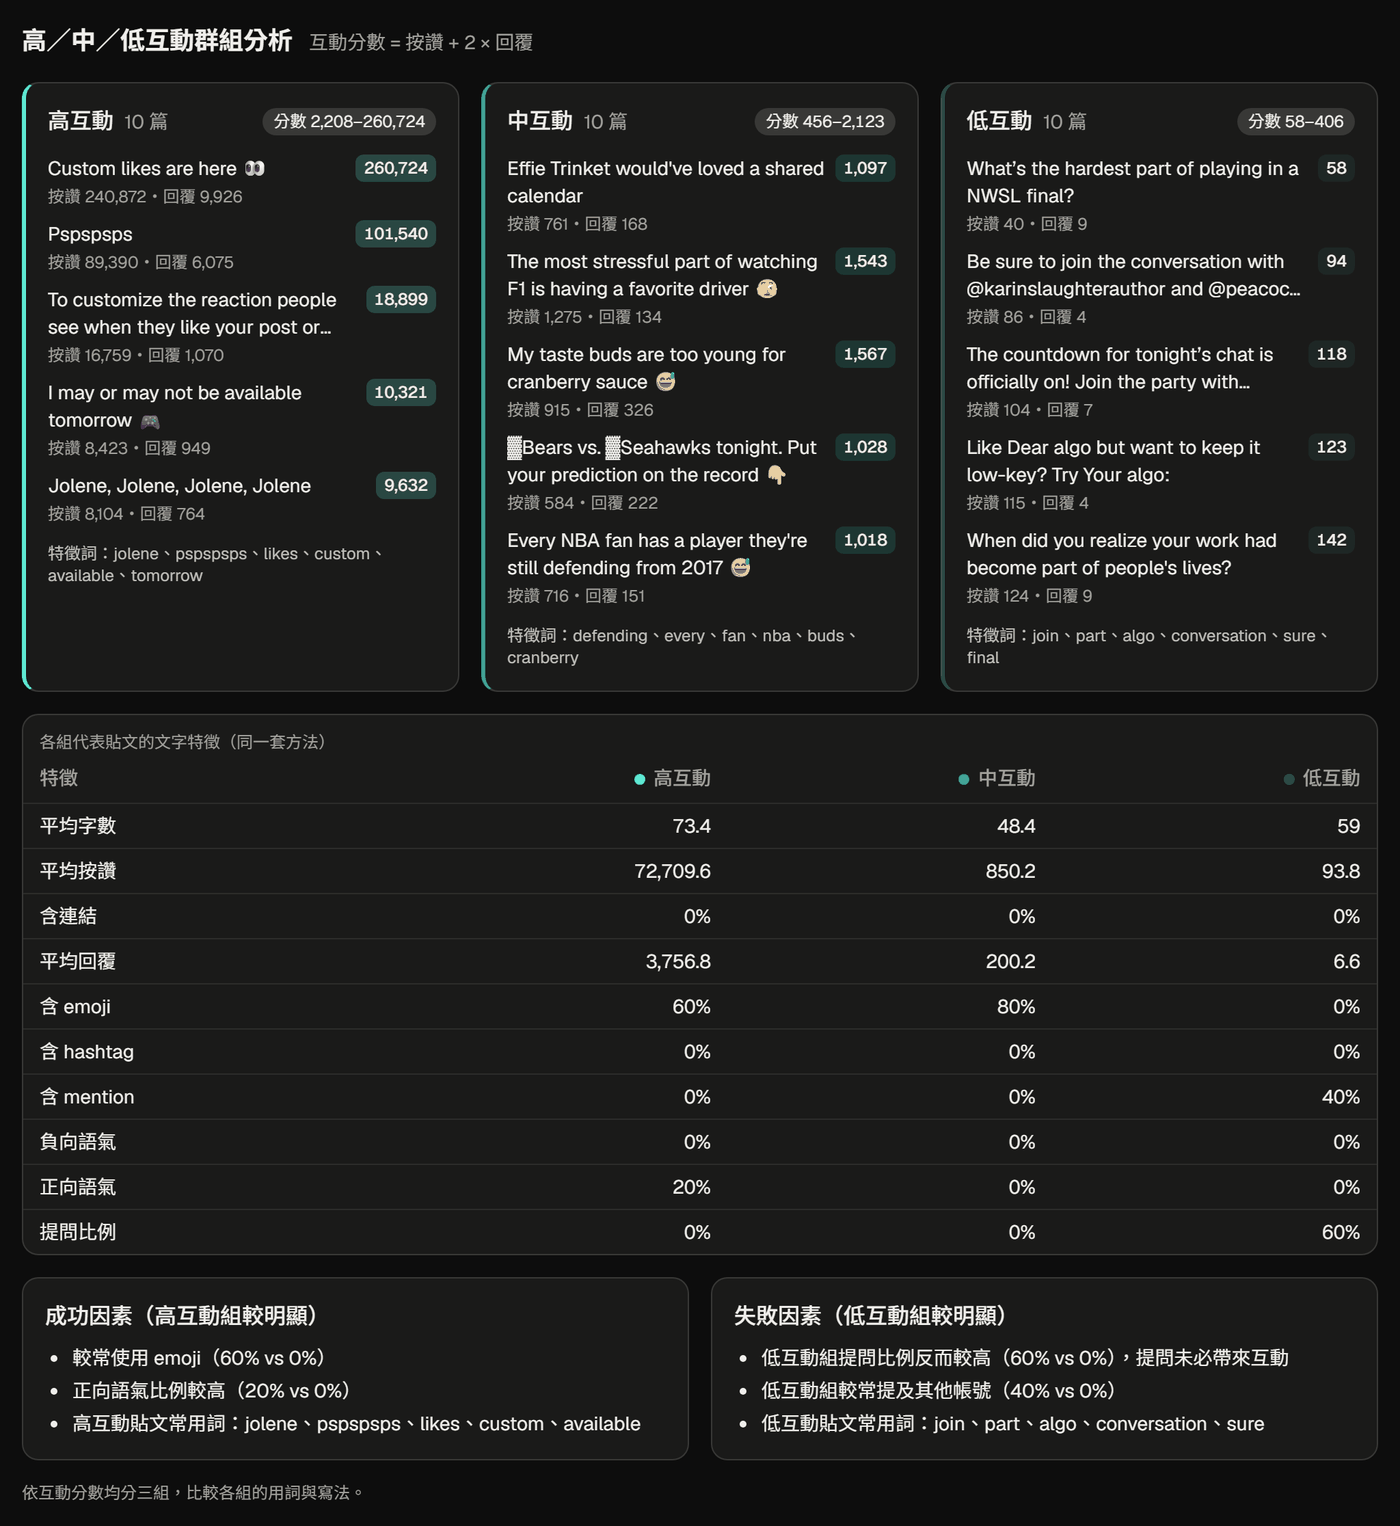 高／中／低互動群組分析 互動分數 = 按讚 + 2 × 回覆
高互動 10 篇 分數 2,208–260,724
Custom likes are here 👀 260,724
按讚 240,872・回覆 9,926
Pspspsps 101,540
按讚 89,390・回覆 6,075
To customize the reaction people 18,899
see when they like your post or…
按讚 16,759・回覆 1,070
I may or may not be available 10,321
tomorrow 🎮
按讚 8,423・回覆 949
Jolene, Jolene, Jolene, Jolene 9,632
按讚 8,104・回覆 764
特徵詞：jolene、pspspsps、likes、custom、
available、tomorrow
中互動 10 篇 分數 456–2,123
Effie Trinket would've loved a shared 1,097
calendar
按讚 761・回覆 168
The most stressful part of watching 1,543
F1 is having a favorite driver 🫣
按讚 1,275・回覆 134
My taste buds are too young for 1,567
cranberry sauce 😅
按讚 915・回覆 326
▓Bears vs. ▓Seahawks tonight. Put 1,028
your prediction on the record 👇
按讚 584・回覆 222
Every NBA fan has a player they're 1,018
still defending from 2017 😅
按讚 716・回覆 151
特徵詞：defending、every、fan、nba、buds、
cranberry
低互動 10 篇 分數 58–406
What’s the hardest part of playing in a 58
NWSL final?
按讚 40・回覆 9
Be sure to join the conversation with 94
@karinslaughterauthor and @peacoc…
按讚 86・回覆 4
The countdown for tonight’s chat is 118
officially on! Join the party with…
按讚 104・回覆 7
Like Dear algo but want to keep it 123
low-key? Try Your algo:
按讚 115・回覆 4
When did you realize your work had 142
become part of people's lives?
按讚 124・回覆 9
特徵詞：join、part、algo、conversation、sure、
final
各組代表貼文的文字特徵（同一套方法）
特徵 高互動 中互動 低互動
平均字數 73.4 48.4 59
平均按讚 72,709.6 850.2 93.8
含連結 0% 0% 0%
平均回覆 3,756.8 200.2 6.6
含 emoji 60% 80% 0%
含 hashtag 0% 0% 0%
含 mention 0% 0% 40%
負向語氣 0% 0% 0%
正向語氣 20% 0% 0%
提問比例 0% 0% 60%
成功因素（高互動組較明顯）
• 較常使用 emoji（60% vs 0%）
• 正向語氣比例較高（20% vs 0%）
• 高互動貼文常用詞：jolene、pspspsps、likes、custom、available
失敗因素（低互動組較明顯）
• 低互動組提問比例反而較高（60% vs 0%），提問未必帶來互動
• 低互動組較常提及其他帳號（40% vs 0%）
• 低互動貼文常用詞：join、part、algo、conversation、sure
依互動分數均分三組，比較各組的用詞與寫法。